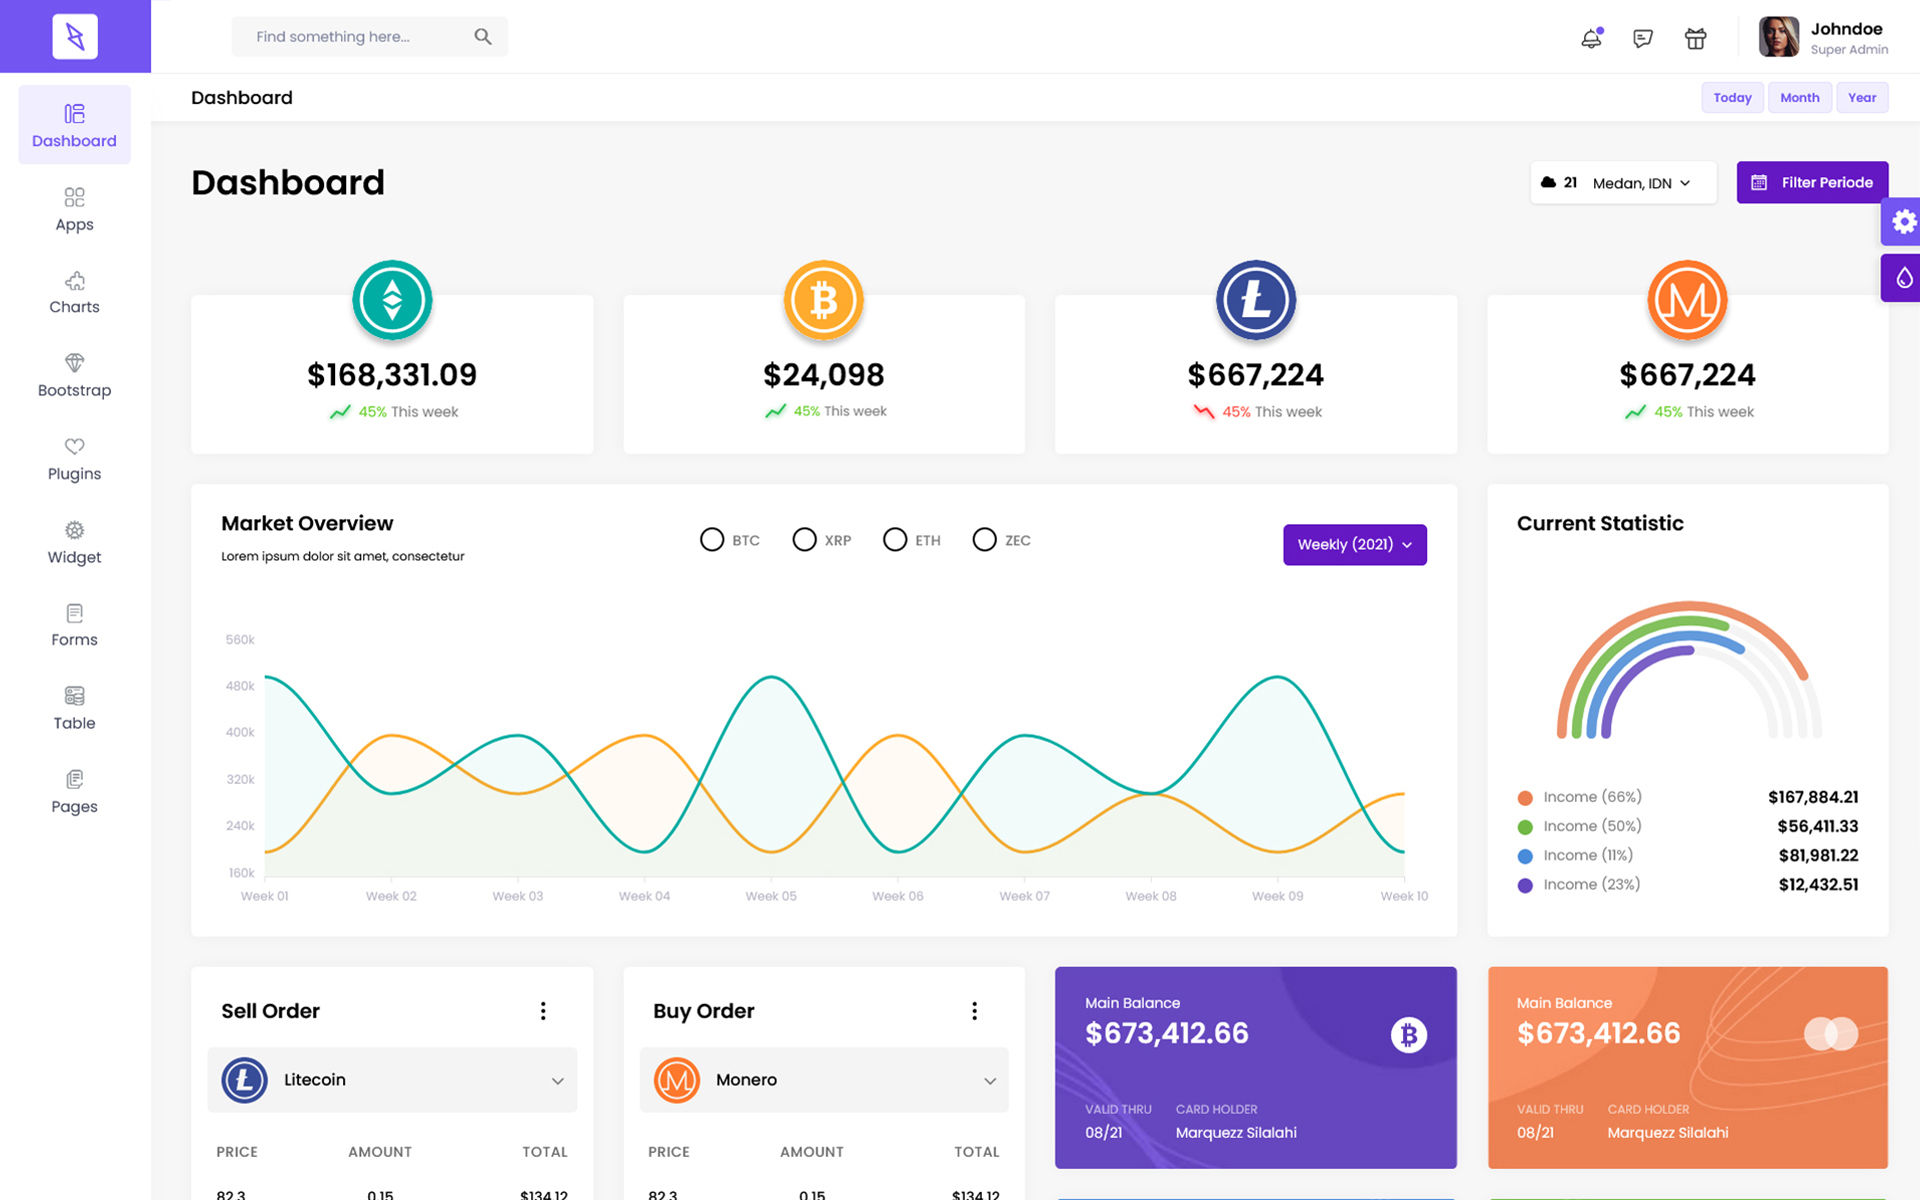 Find something here...
Johndoe
Super Admin
Dashboard
Today Month Year
Dashboard
Apps
Charts
Bootstrap
Plugins
Widget
Forms
Table
Pages
Dashboard
21 Medan, IDN
Filter Periode
$168,331.09
45% This week
$24,098
45% This week
$667,224
45% This week
$667,224
45% This week
Market Overview
Lorem ipsum dolor sit amet, consectetur
BTC XRP ETH ZEC
Weekly (2021)
560k
480k
400k
320k
240k
160k
Week 01 Week 02 Week 03 Week 04 Week 05 Week 06 Week 07 Week 08 Week 09 Week 10
Current Statistic
Income (66%) $167,884.21
Income (50%) $56,411.33
Income (11%) $81,981.22
Income (23%) $12,432.51
Sell Order
Litecoin
PRICE AMOUNT TOTAL
82.3 0.15 $134.12
Buy Order
Monero
PRICE AMOUNT TOTAL
82.3 0.15 $134.12
Main Balance
$673,412.66
VALID THRU CARD HOLDER
08/21 Marquezz Silalahi
Main Balance
$673,412.66
VALID THRU CARD HOLDER
08/21 Marquezz Silalahi